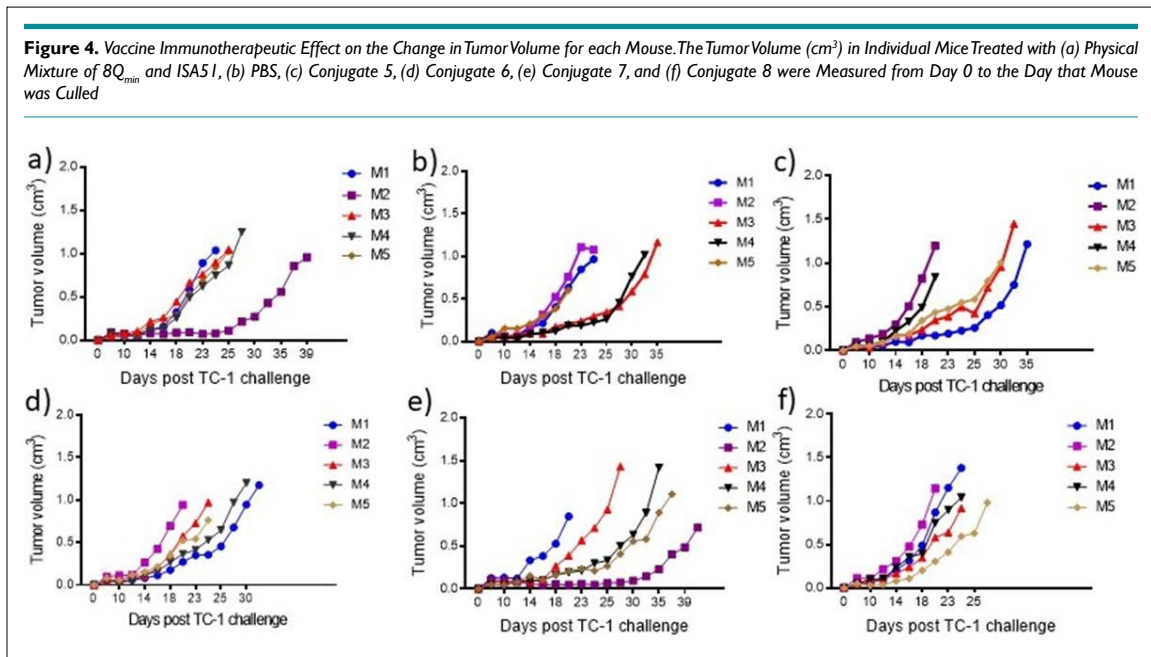 Figure 4. Vaccine Immunotherapeutic Effect on the Change in Tumor Volume for each Mouse. The Tumor Volume (cm³) in Individual Mice Treated with (a) Physical
Mixture of 8Qmin and ISA51, (b) PBS, (c) Conjugate 5, (d) Conjugate 6, (e) Conjugate 7, and (f) Conjugate 8 were Measured from Day 0 to the Day that Mouse
was Culled
a)
Tumor volume (cm³)
2.0
1.5
1.0
0.5
0.0
0 10 14 18 23 25 30 35 39
Days post TC-1 challenge
M1
M2
M3
M4
M5
b)
Tumor volume (cm³)
2.0
1.5
1.0
0.5
0.0
0 10 14 18 23 25 30 35
Days post TC-1 challenge
M1
M2
M3
M4
M5
c)
Tumor volume (cm³)
2.0
1.5
1.0
0.5
0.0
0 10 14 18 23 25 30 35
Days post TC-1 challenge
M1
M2
M3
M4
M5
d)
Tumor volume (cm³)
2.0
1.5
1.0
0.5
0.0
0 10 14 18 23 25 30
Days post TC-1 challenge
M1
M2
M3
M4
M5
e)
Tumor volume (cm³)
2.0
1.5
1.0
0.5
0.0
0 10 14 18 23 25 30 35 39
Days post TC-1 challenge
M1
M2
M3
M4
M5
f)
Tumor volume (cm³)
2.0
1.5
1.0
0.5
0.0
0 10 14 18 23 25
Days post TC-1 challenge
M1
M2
M3
M4
M5